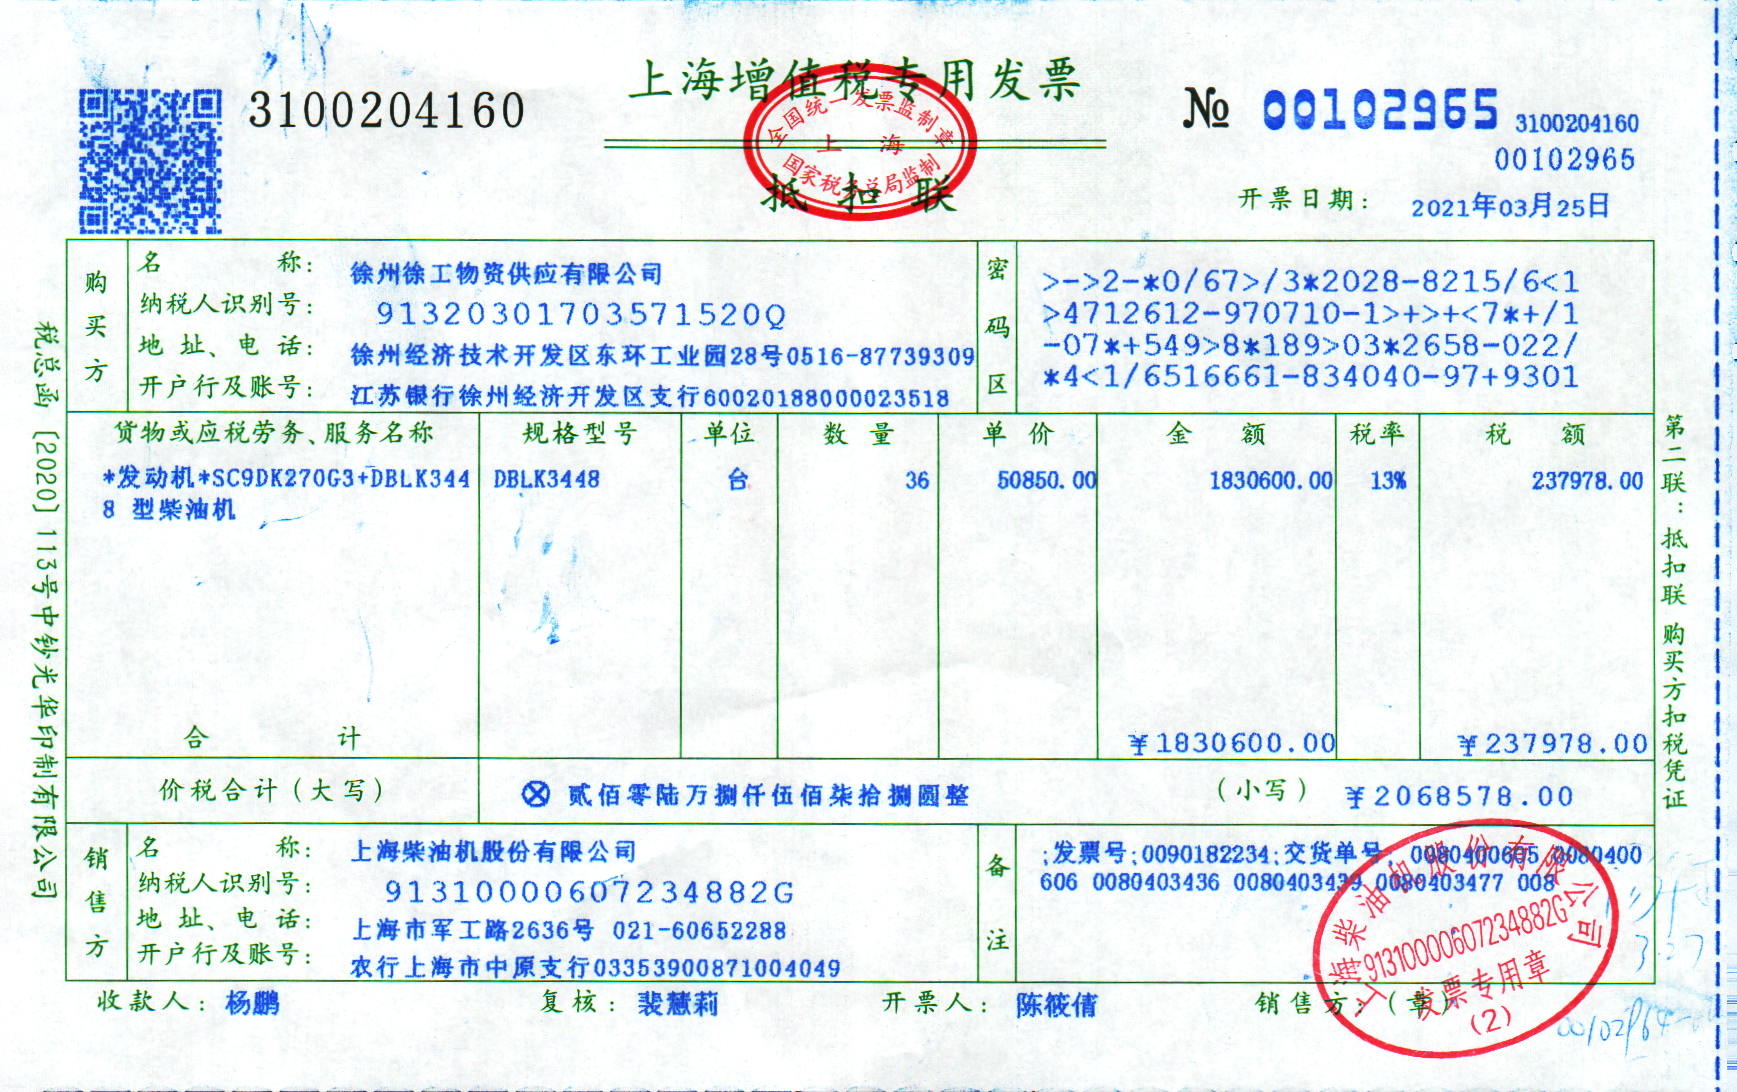 上海增值税专用发票
3100204160
№ 00102965
3100204160
00102965
全国统一发票监制章
上 海
国家税务总局监制
抵 扣 联
开票日期: 2021年03月25日
购买方
名 称: 徐州徐工物资供应有限公司
纳税人识别号: 91320301703571520Q
地 址、电 话: 徐州经济技术开发区东环工业园28号0516-87739309
开户行及账号: 江苏银行徐州经济开发区支行60020188000023518
密码区
>->2-*0/67>/3*2028-8215/6<1
>4712612-970710-1>+>+<7*+/1
-07*+549>8*189>03*2658-022/
*4<1/6516661-834040-97+9301
货物或应税劳务、服务名称 规格型号 单位 数 量 单 价 金 额 税率 税 额
*发动机*SC9DK270G3+DBLK344 DBLK3448 台 36 50850.00 1830600.00 13% 237978.00
8 型柴油机
合 计 ¥1830600.00 ¥237978.00
价税合计(大写) ⊗ 贰佰零陆万捌仟伍佰柒拾捌圆整 (小写) ¥2068578.00
销售方
名 称: 上海柴油机股份有限公司
纳税人识别号: 91310000607234882G
地 址、电 话: 上海市军工路2636号 021-60652288
开户行及账号: 农行上海市中原支行03353900871004049
备注
;发票号;0090182234;交货单号; 0080400605 0080400
606 0080403436 0080403439 0080403477 008
收款人: 杨鹏 复核: 裴慧莉 开票人: 陈筱倩 销售方:(章)
上海柴油机股份有限公司
91310000607234882G
发票专用章
(2)
3.27
00102964
税总函〔2020〕113号中钞光华印制有限公司
第二联:抵扣联 购买方扣税凭证